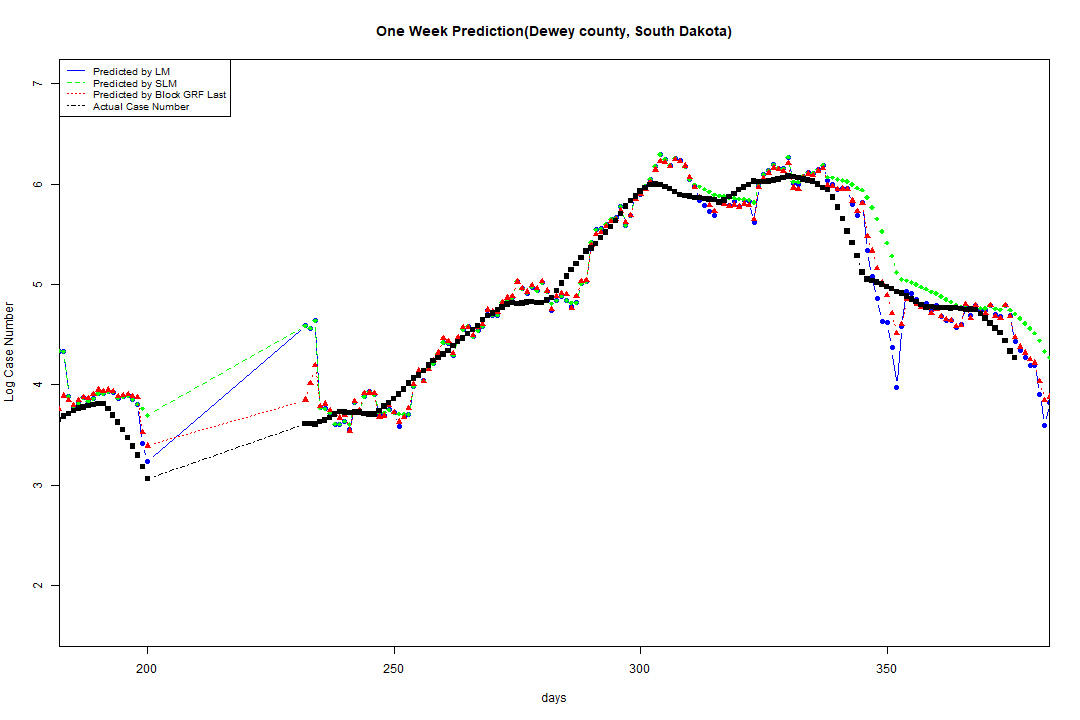 One Week Prediction(Dewey county, South Dakota)
Predicted by LM
Predicted by SLM
Predicted by Block GRF Last
Actual Case Number
7
6
5
4
3
2
Log Case Number
200
250
300
350
days